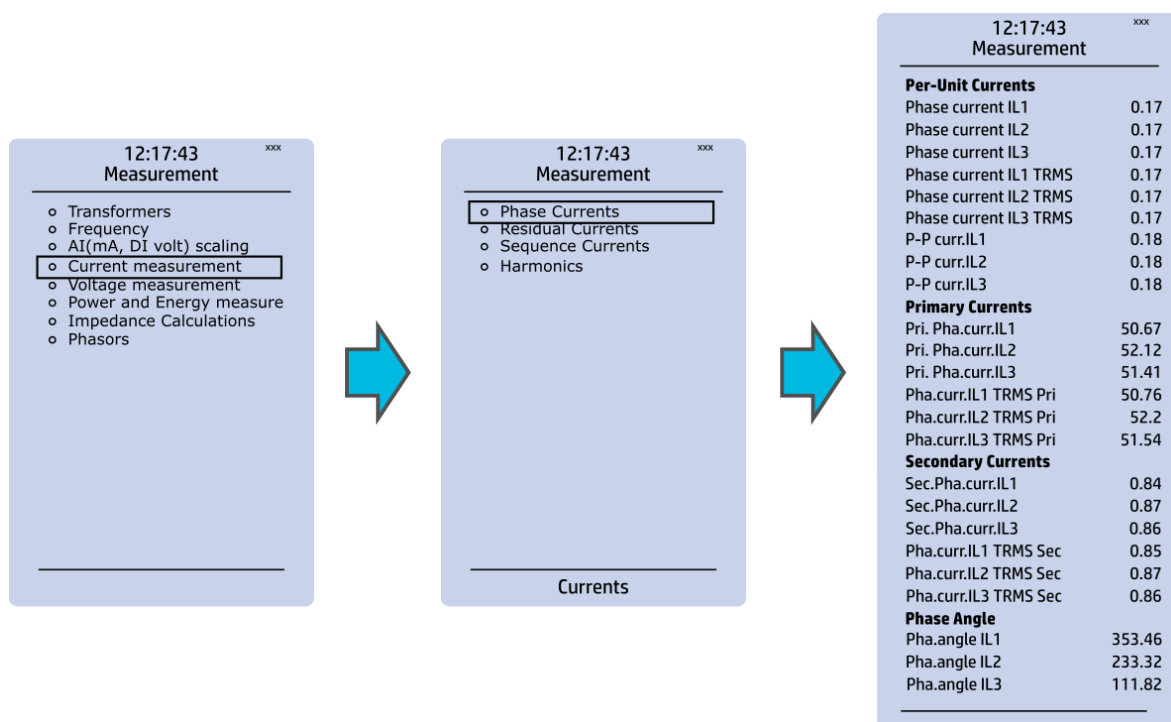 12:17:43 xxx
Measurement
Transformers
Frequency
AI(mA, DI volt) scaling
Current measurement
Voltage measurement
Power and Energy measure
Impedance Calculations
Phasors
12:17:43 xxx
Measurement
Phase Currents
Residual Currents
Sequence Currents
Harmonics
Currents
12:17:43 xxx
Measurement
Per-Unit Currents
Phase current IL1 0.17
Phase current IL2 0.17
Phase current IL3 0.17
Phase current IL1 TRMS 0.17
Phase current IL2 TRMS 0.17
Phase current IL3 TRMS 0.17
P-P curr.IL1 0.18
P-P curr.IL2 0.18
P-P curr.IL3 0.18
Primary Currents
Pri. Pha.curr.IL1 50.67
Pri. Pha.curr.IL2 52.12
Pri. Pha.curr.IL3 51.41
Pha.curr.IL1 TRMS Pri 50.76
Pha.curr.IL2 TRMS Pri 52.2
Pha.curr.IL3 TRMS Pri 51.54
Secondary Currents
Sec.Pha.curr.IL1 0.84
Sec.Pha.curr.IL2 0.87
Sec.Pha.curr.IL3 0.86
Pha.curr.IL1 TRMS Sec 0.85
Pha.curr.IL2 TRMS Sec 0.87
Pha.curr.IL3 TRMS Sec 0.86
Phase Angle
Pha.angle IL1 353.46
Pha.angle IL2 233.32
Pha.angle IL3 111.82